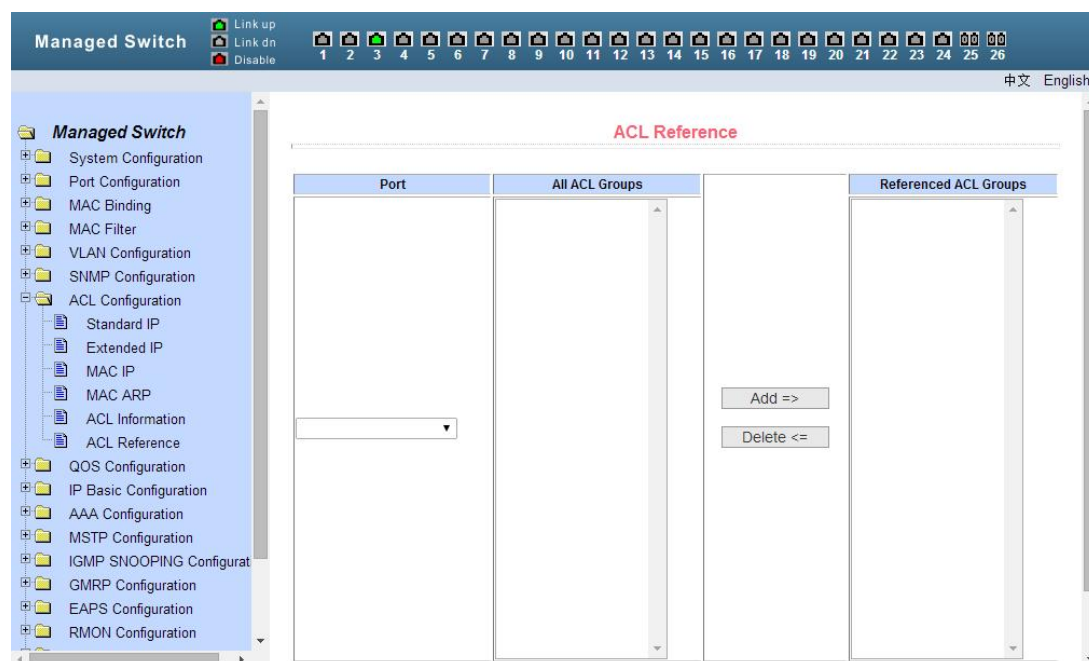 Managed Switch
Link up
Link dn
Disable
1 2 3 4 5 6 7 8 9 10 11 12 13 14 15 16 17 18 19 20 21 22 23 24 25 26
中文 English
Managed Switch
System Configuration
Port Configuration
MAC Binding
MAC Filter
VLAN Configuration
SNMP Configuration
ACL Configuration
Standard IP
Extended IP
MAC IP
MAC ARP
ACL Information
ACL Reference
QOS Configuration
IP Basic Configuration
AAA Configuration
MSTP Configuration
IGMP SNOOPING Configurat
GMRP Configuration
EAPS Configuration
RMON Configuration
ACL Reference
Port
All ACL Groups
Add =>
Delete <=
Referenced ACL Groups